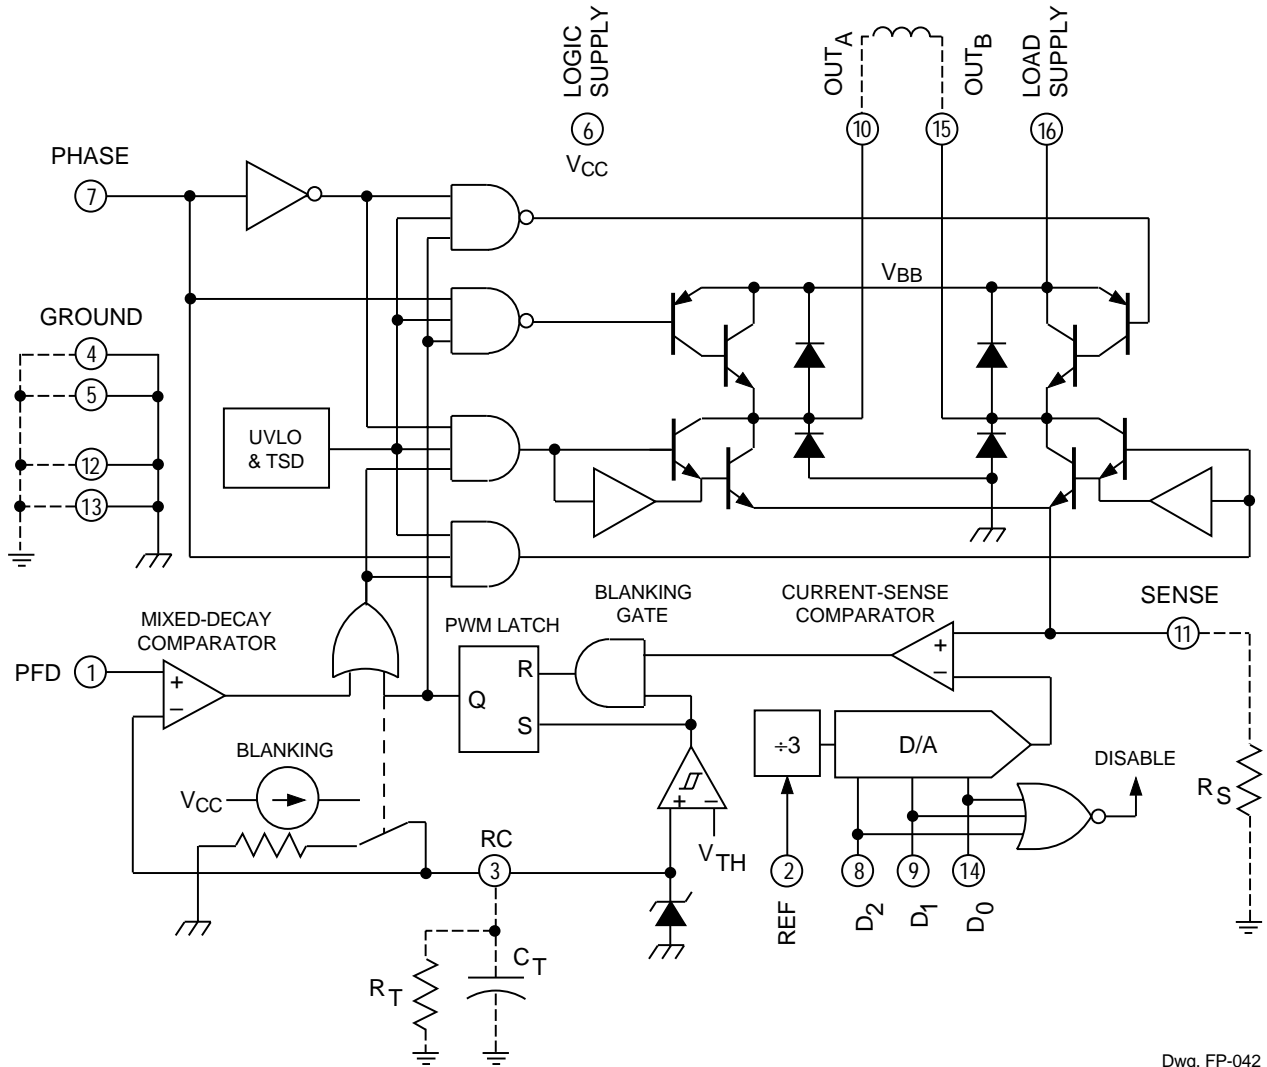 LOGIC
SUPPLY
6
VCC
OUTA
10
OUTB
15
LOAD
SUPPLY
16
PHASE
7
VBB
GROUND
4
5
12
13
UVLO
& TSD
MIXED-DECAY
COMPARATOR
PFD
1
+
–
PWM LATCH
Q
R
S
BLANKING
GATE
CURRENT-SENSE
COMPARATOR
+
–
SENSE
11
BLANKING
VCC
RC
3
+
–
VTH
÷3
D/A
DISABLE
RS
2
REF
8
D2
9
D1
14
D0
RT
CT
Dwg. FP-042